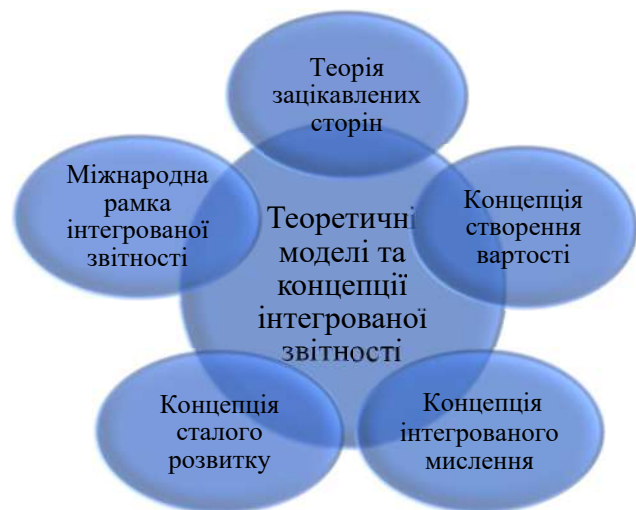 Теорія
зацікавлених
сторін
Міжнародна
рамка
інтегрованої
звітності
Концепція
створення
вартості
Теоретичні
моделі та
концепції
інтегрованої
звітності
Концепція
сталого
розвитку
Концепція
інтегрованого
мислення